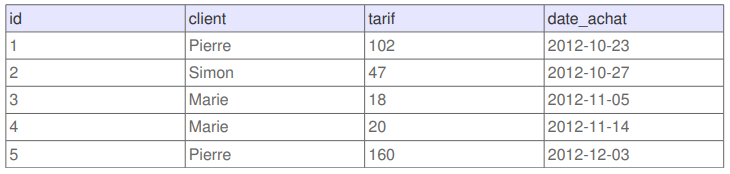 id client tarif date_achat
1 Pierre 102 2012-10-23
2 Simon 47 2012-10-27
3 Marie 18 2012-11-05
4 Marie 20 2012-11-14
5 Pierre 160 2012-12-03